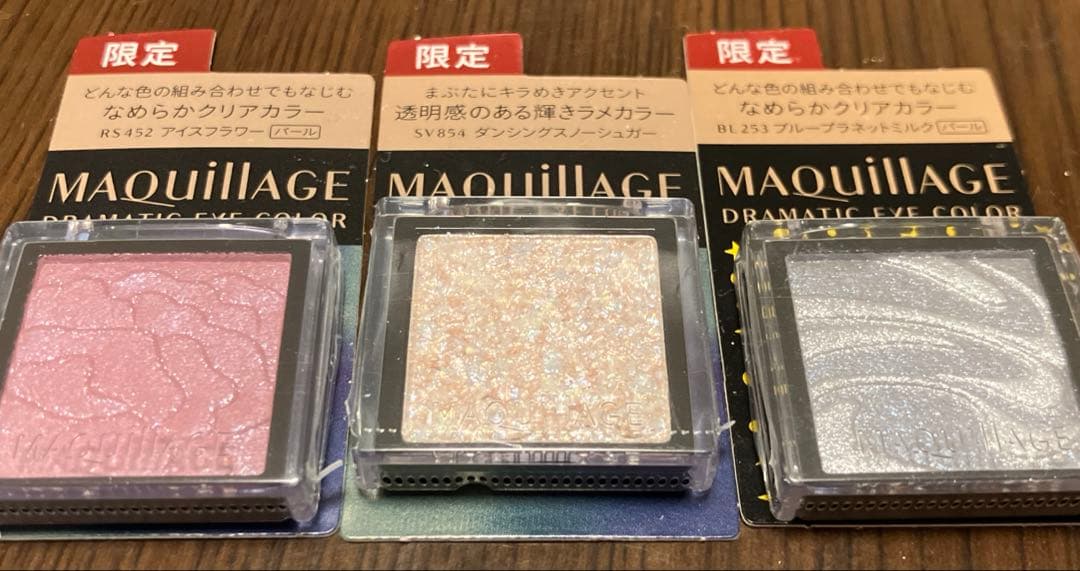 限定
どんな色の組み合わせでもなじむ
なめらかクリアカラー
RS452 アイスフラワー パール
MAQuillAGE
DRAMATIC EYE COLOR
MAQuillAGE
限定
まぶたにキラめきアクセント
透明感のある輝きラメカラー
SV854 ダンシングスノーシュガー
MAQuillAGE
MAQuillAGE
限定
どんな色の組み合わせでもなじむ
なめらかクリアカラー
BL253 ブループラネットミルク パール
MAQuillAGE
DRAMATIC EYE COLOR
MAQuillAGE